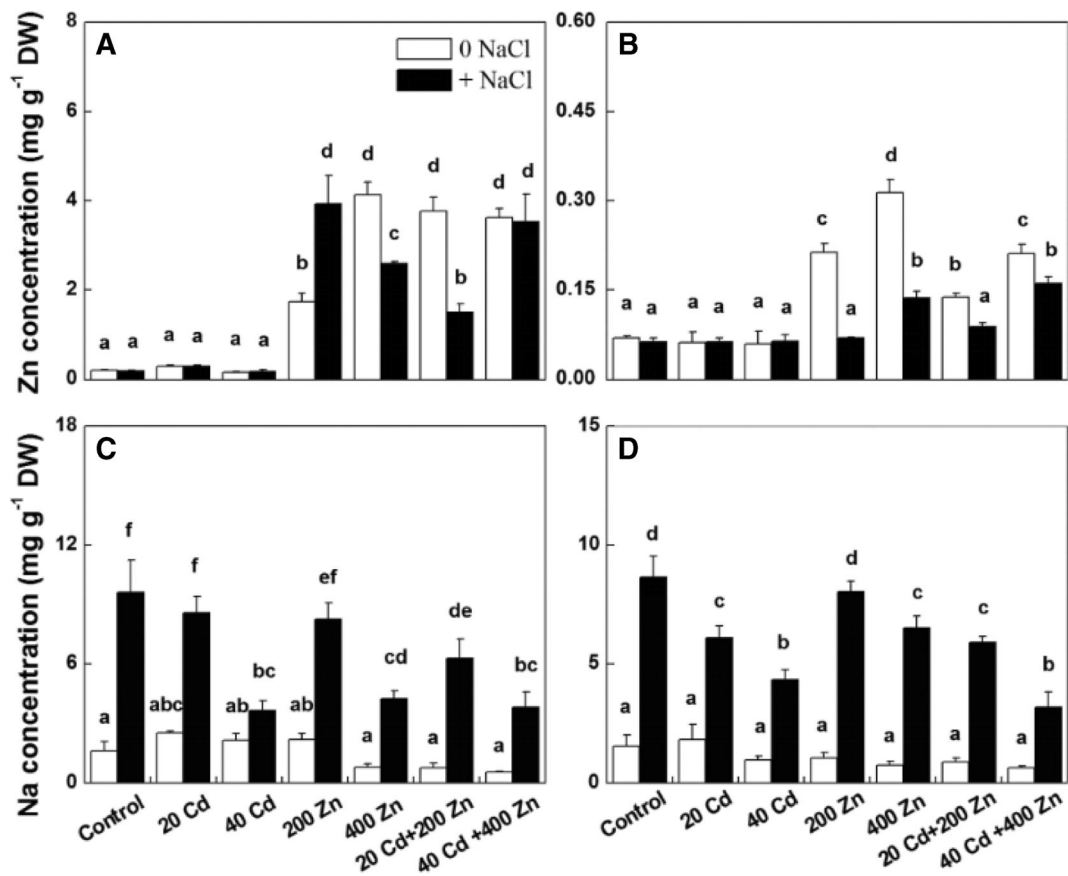 Zn concentration (mg g⁻¹ DW)
8
6
4
2
0
A
0 NaCl
+ NaCl
a a a a a a b d d c d b d d
0.60
0.45
0.30
0.15
0.00
B
a a a a a a c a d b b a c b
Na concentration (mg g⁻¹ DW)
18
12
6
0
C
a f abc f ab bc ab ef a cd a de a bc
15
10
5
0
D
a d a c a b a d a c a c a b
Control
20 Cd
40 Cd
200 Zn
400 Zn
20 Cd+200 Zn
40 Cd +400 Zn
Control
20 Cd
40 Cd
200 Zn
400 Zn
20 Cd+200 Zn
40 Cd +400 Zn